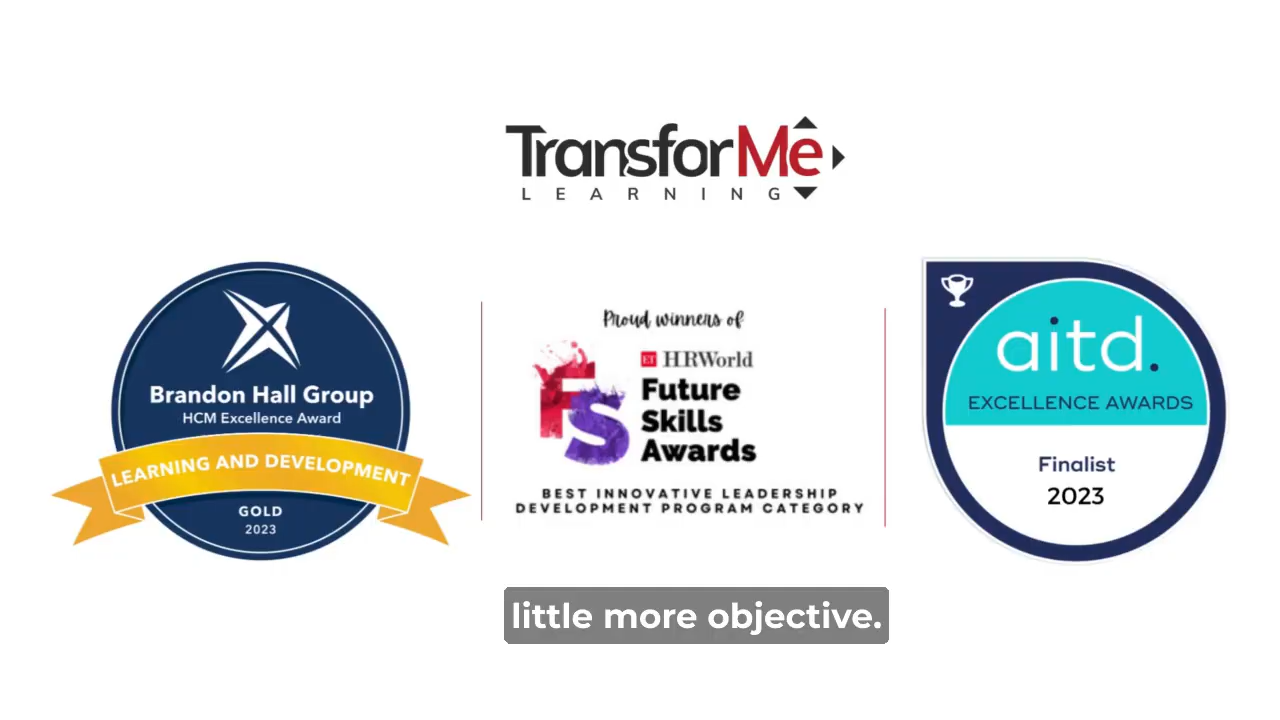 TransforMe
LEARNING
Brandon Hall Group
HCM Excellence Award
LEARNING AND DEVELOPMENT
GOLD
2023
Proud winners of
ET HRWorld
FS
Future
Skills
Awards
BEST INNOVATIVE LEADERSHIP
DEVELOPMENT PROGRAM CATEGORY
aitd.
EXCELLENCE AWARDS
Finalist
2023
little more objective.